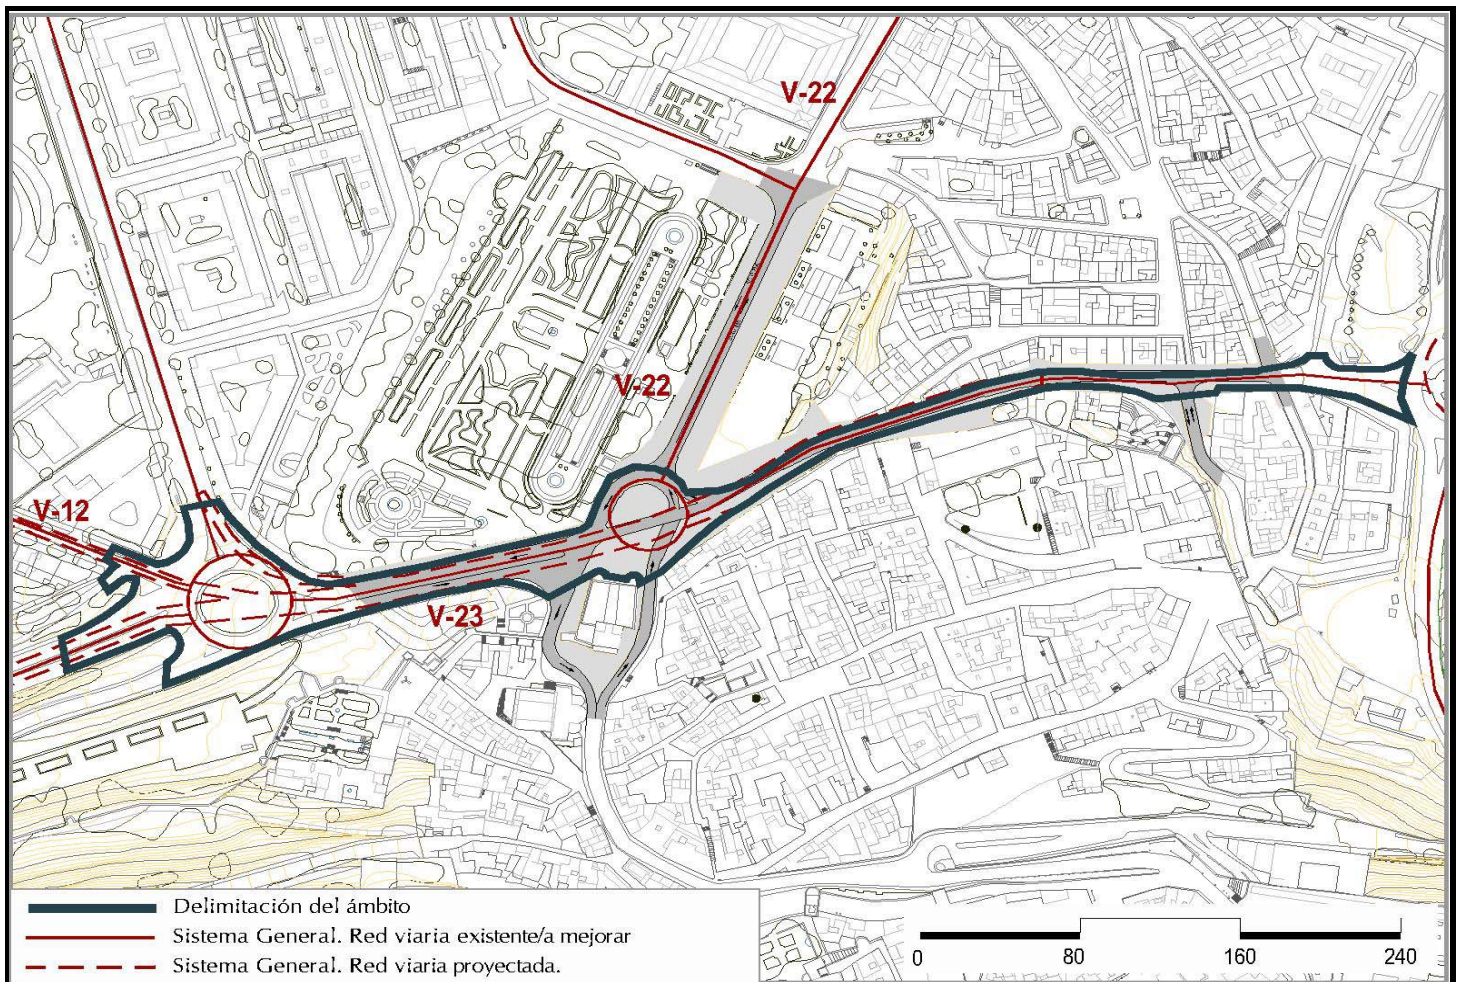 V-22
V-22
V-12
V-23
Delimitación del ámbito
Sistema General. Red viaria existente/a mejorar
Sistema General. Red viaria proyectada.
0 80 160 240